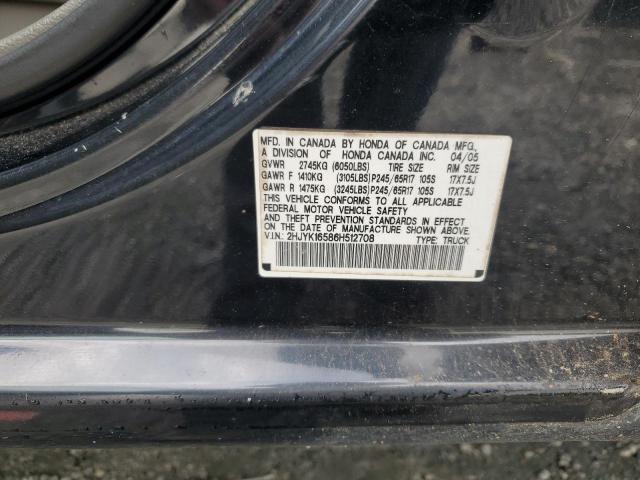 MFD. IN CANADA BY HONDA OF CANADA MFG.,
A DIVISION OF HONDA CANADA INC. 04/05
GVWR 2745KG (6050LBS) TIRE SIZE RIM SIZE
GAWR F 1410KG (3105LBS) P245/65R17 105S 17X7.5J
GAWR R 1475KG (3245LBS) P245/65R17 105S 17X7.5J
THIS VEHICLE CONFORMS TO ALL APPLICABLE
FEDERAL MOTOR VEHICLE SAFETY
AND THEFT PREVENTION STANDARDS IN EFFECT
ON THE DATE OF MANUFACTURE SHOWN ABOVE.
V.I.N.: 2HJYK16586H512708 TYPE: TRUCK